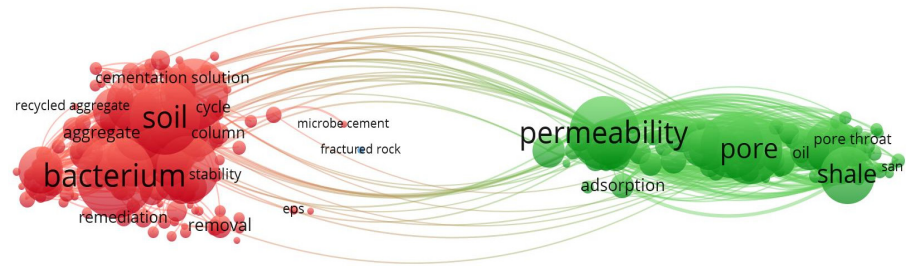 cementation solution
recycled aggregate
cycle
soil
aggregate
column
microbe cement
fractured rock
bacterium
stability
remediation
removal
eps
permeability
pore
oil
pore throat
shale
san
adsorption